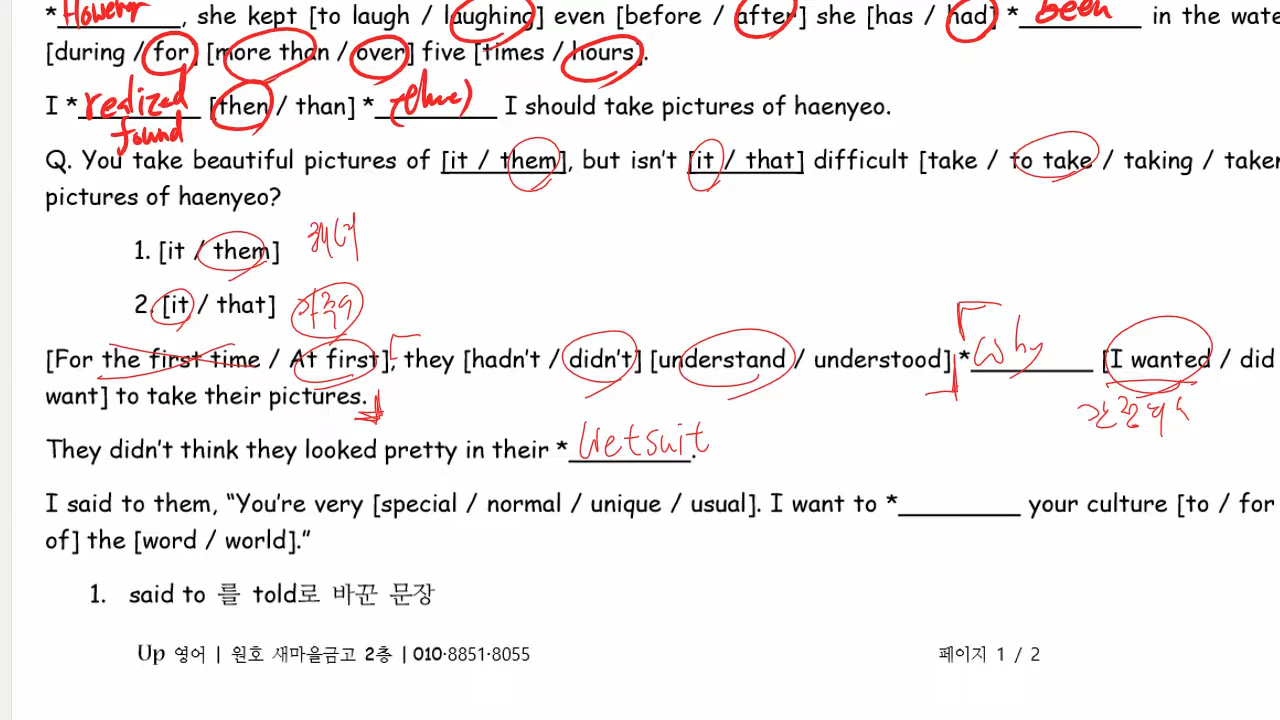 * However, she kept [to laugh / laughing] even [before / after] she [has / had] * been in the wate
[during / for] [more than / over] five [times / hours].
I * realized [then / than] * (that) I should take pictures of haenyeo.
found
Q. You take beautiful pictures of [it / them], but isn't [it / that] difficult [take / to take / taking / taken
pictures of haenyeo?
1. [it / them] 해녀
2. [it / that] 가주어
[For the first time / At first], they [hadn't / didn't] [understand / understood] * why [I wanted / did
want] to take their pictures.
간접의
They didn't think they looked pretty in their * wetsuit.
I said to them, “You're very [special / normal / unique / usual]. I want to *__________ your culture [to / for
of] the [word / world].”
1. said to 를 told로 바꾼 문장
Up 영어 | 원호 새마을금고 2층 | 010·8851·8055
페이지 1 / 2